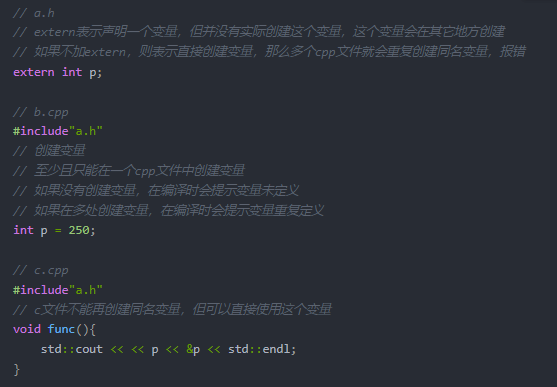 // a.h
// extern表示声明一个变量，但并没有实际创建这个变量，这个变量会在其它地方创建
// 如果不加extern，则表示直接创建变量，那么多个cpp文件就会重复创建同名变量，报错
extern int p;
// b.cpp
#include"a.h"
// 创建变量
// 至少且只能在一个cpp文件中创建变量
// 如果没有创建变量，在编译时会提示变量未定义
// 如果在多处创建变量，在编译时会提示变量重复定义
int p = 250;
// c.cpp
#include"a.h"
// c文件不能再创建同名变量，但可以直接使用这个变量
void func(){
    std::cout << << p << &p << std::endl;
}